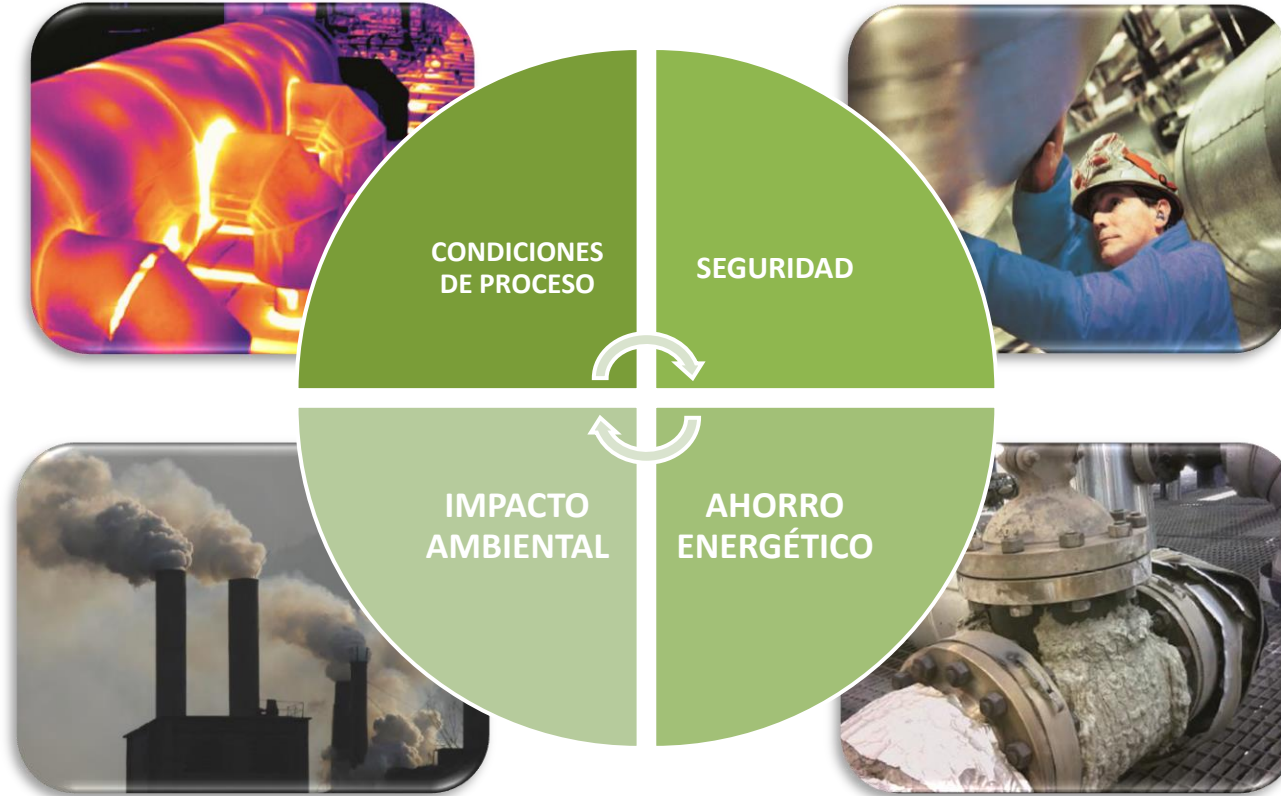 CONDICIONES
DE PROCESO
SEGURIDAD
IMPACTO
AMBIENTAL
AHORRO
ENERGÉTICO